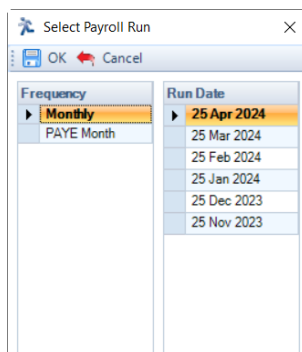 Select Payroll Run
OK Cancel
Frequency
Monthly
PAYE Month
Run Date
25 Apr 2024
25 Mar 2024
25 Feb 2024
25 Jan 2024
25 Dec 2023
25 Nov 2023